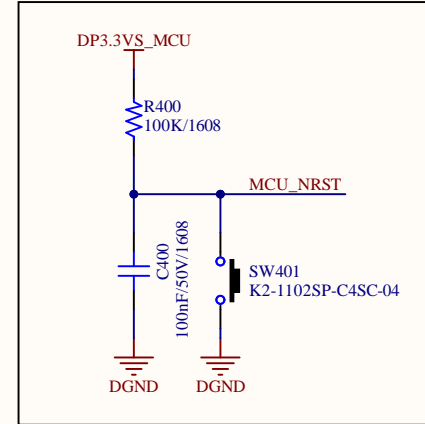 DP3.3VS_MCU
R400
100K/1608
MCU_NRST
C400
100nF/50V/1608
SW401
K2-1102SP-C4SC-04
DGND
DGND